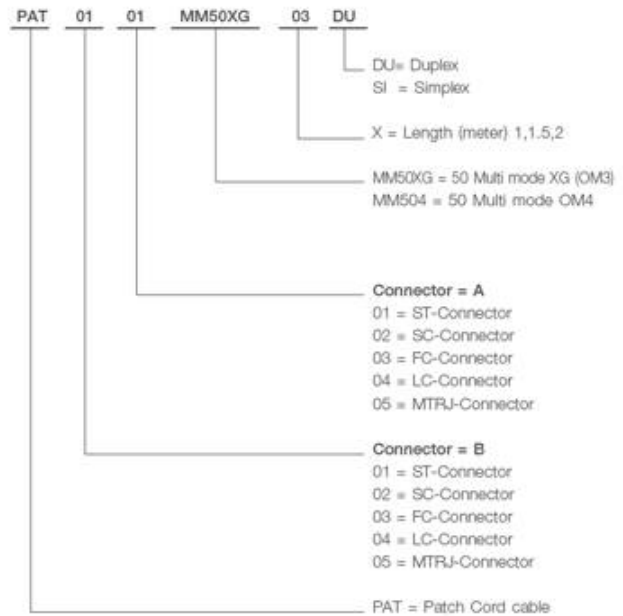 PAT 01 01 MM50XG 03 DU
DU= Duplex
SI = Simplex
X = Length (meter) 1,1.5,2
MM50XG = 50 Multi mode XG (OM3)
MM504 = 50 Multi mode OM4
Connector = A
01 = ST-Connector
02 = SC-Connector
03 = FC-Connector
04 = LC-Connector
05 = MTRJ-Connector
Connector = B
01 = ST-Connector
02 = SC-Connector
03 = FC-Connector
04 = LC-Connector
05 = MTRJ-Connector
PAT = Patch Cord cable